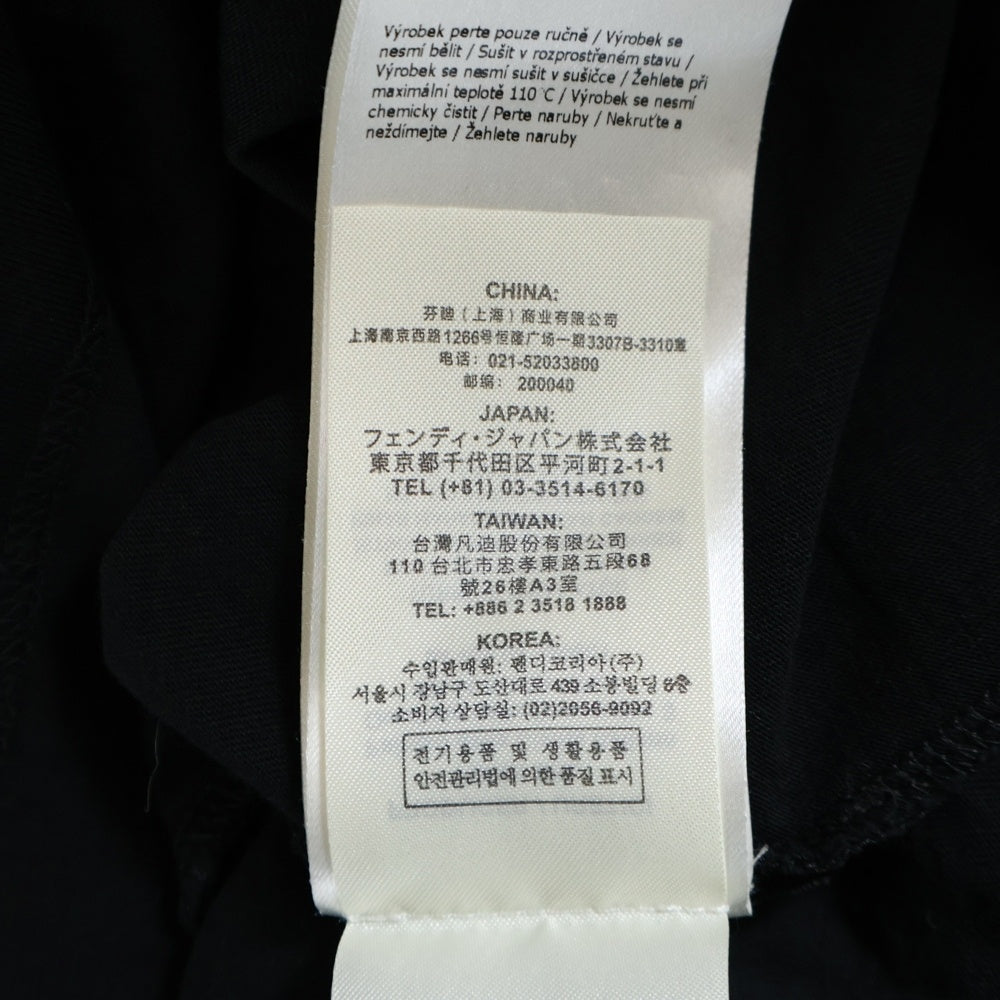 Výrobek perte pouze ručně / Výrobek se
nesmí bělit / Sušit v rozprostřeném stavu /
Výrobek se nesmí sušit v sušičce / Žehlete při
maximální teplotě 110°C / Výrobek se nesmí
chemicky čistit / Perte naruby / Nekruťte a
neždímejte / Žehlete naruby
CHINA:
芬迪（上海）商业有限公司
上海南京西路1266号恒隆广场一期3307B-3310室
电话：021-52033800
邮编：200040
JAPAN:
フェンディ・ジャパン株式会社
東京都千代田区平河町2-1-1
TEL (+81) 03-3514-6170
TAIWAN:
台灣凡迪股份有限公司
110 台北市忠孝東路五段68
號26樓A3室
TEL: +886 2 3518 1888
KOREA:
수입판매원: 펜디코리아(주)
서울시 강남구 도산대로 439 소봉빌딩 6층
소비자 상담실: (02)2056-9092
전기용품 및 생활용품
안전관리법에 의한 품질 표시